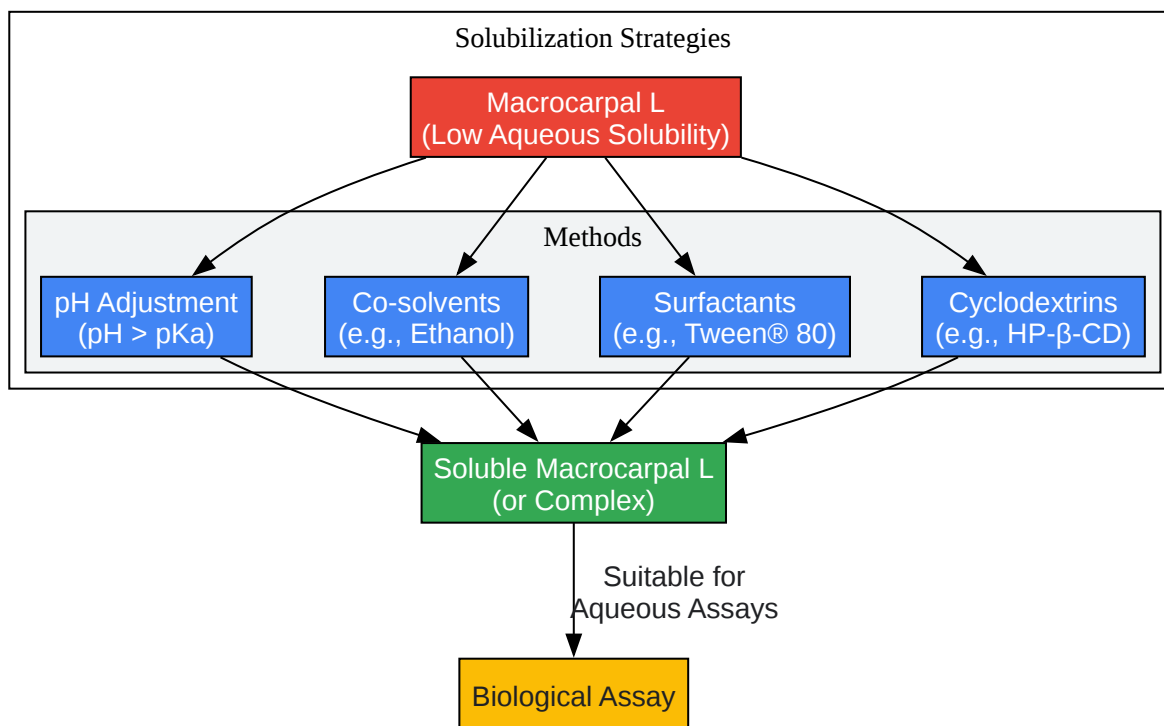 Solubilization Strategies
Macrocarpal L
(Low Aqueous Solubility)
Methods
pH Adjustment
(pH > pKa)
Co-solvents
(e.g., Ethanol)
Surfactants
(e.g., Tween® 80)
Cyclodextrins
(e.g., HP-β-CD)
Soluble Macrocarpal L
(or Complex)
Suitable for
Aqueous Assays
Biological Assay